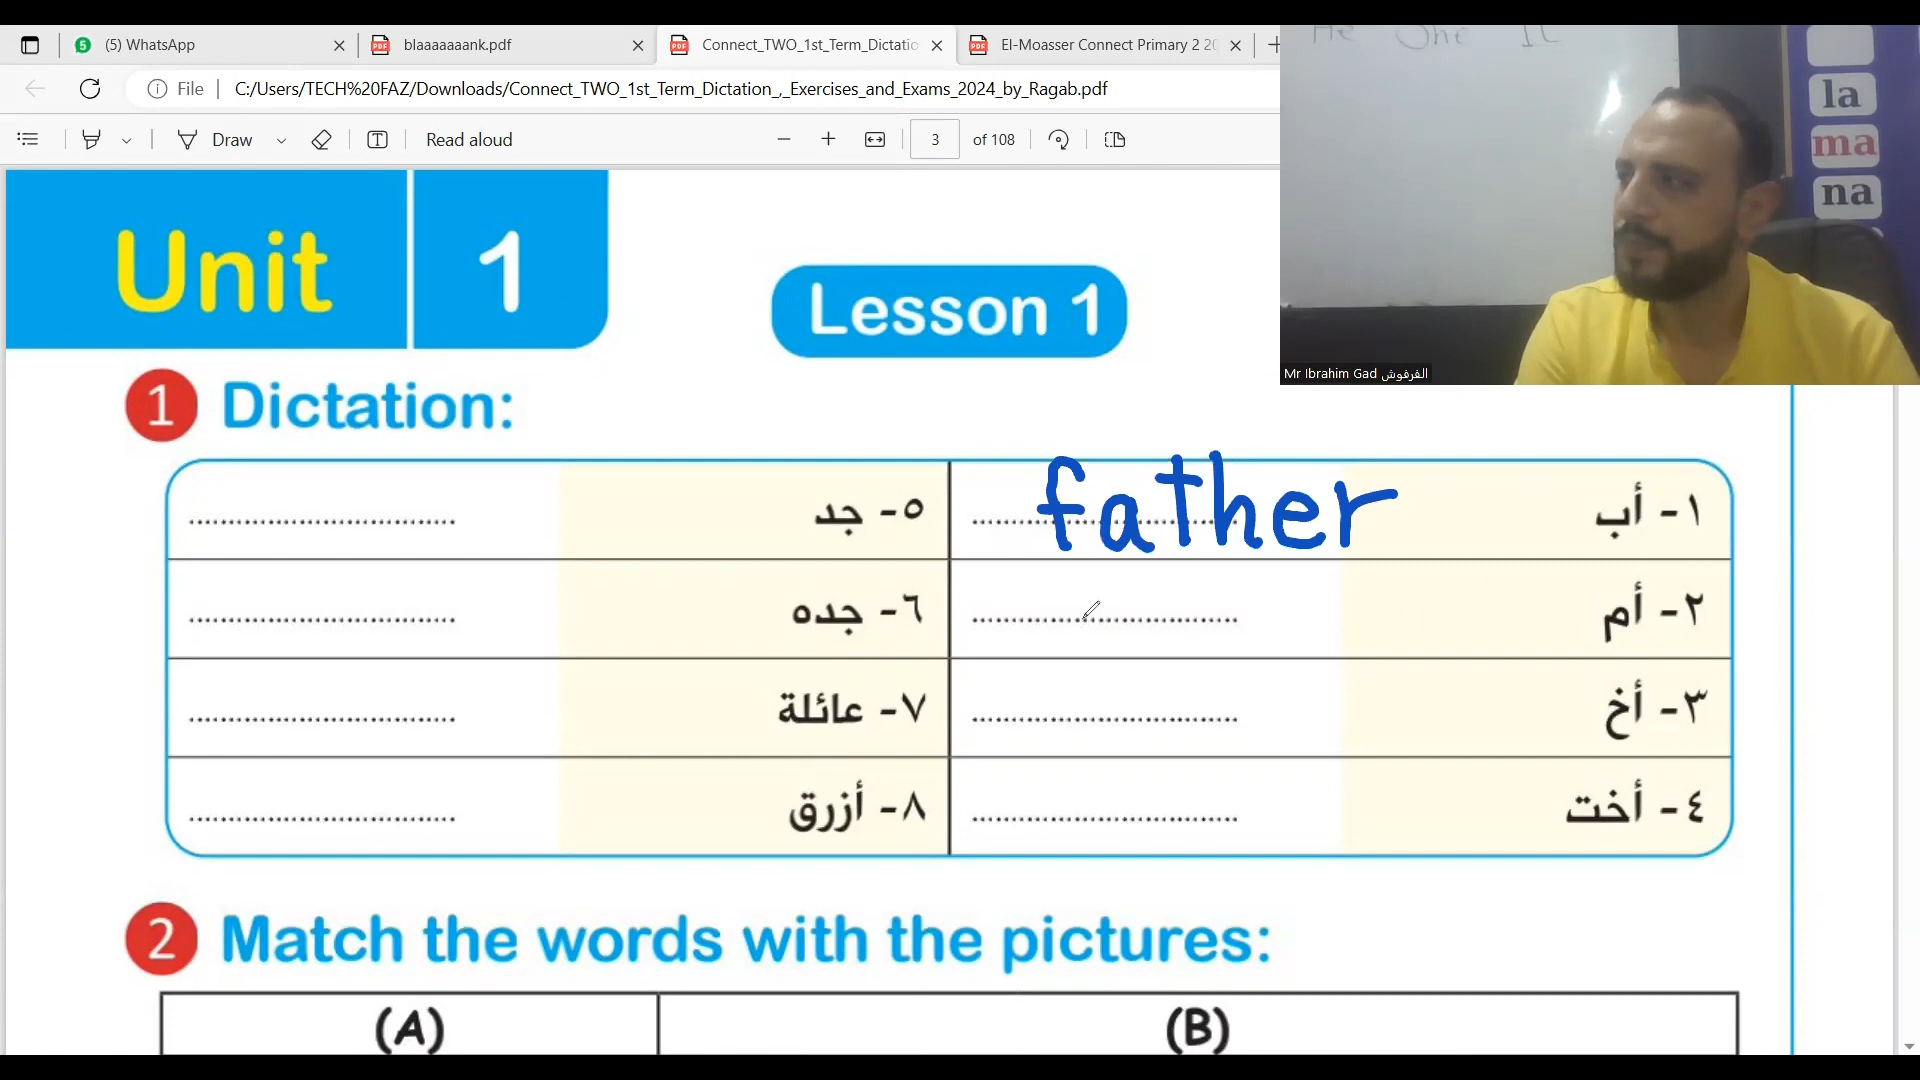 (5) WhatsApp
blaaaaaaank.pdf
Connect_TWO_1st_Term_Dictatio
El-Moasser Connect Primary 2 20
File
C:/Users/TECH%20FAZ/Downloads/Connect_TWO_1st_Term_Dictation_,_Exercises_and_Exams_2024_by_Ragab.pdf
Draw
Read aloud
3 of 108
He She It
la
ma
na
Mr Ibrahim Gad الفرفوش
Unit 1
Lesson 1
1 Dictation:
١- أب father
٥- جد
٢- أم
٦- جده
٣- أخ
٧- عائلة
٤- أخت
٨- أزرق
2 Match the words with the pictures:
(A) (B)